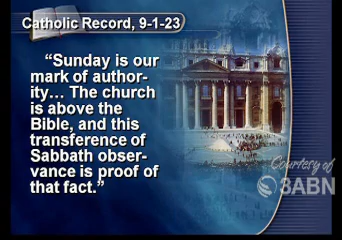 Catholic Record, 9-1-23
“Sunday is our
mark of author-
ity... The church
is above the
Bible, and this
transference of
Sabbath obser-
vance is proof of
that fact.”
Courtesy of
3ABN